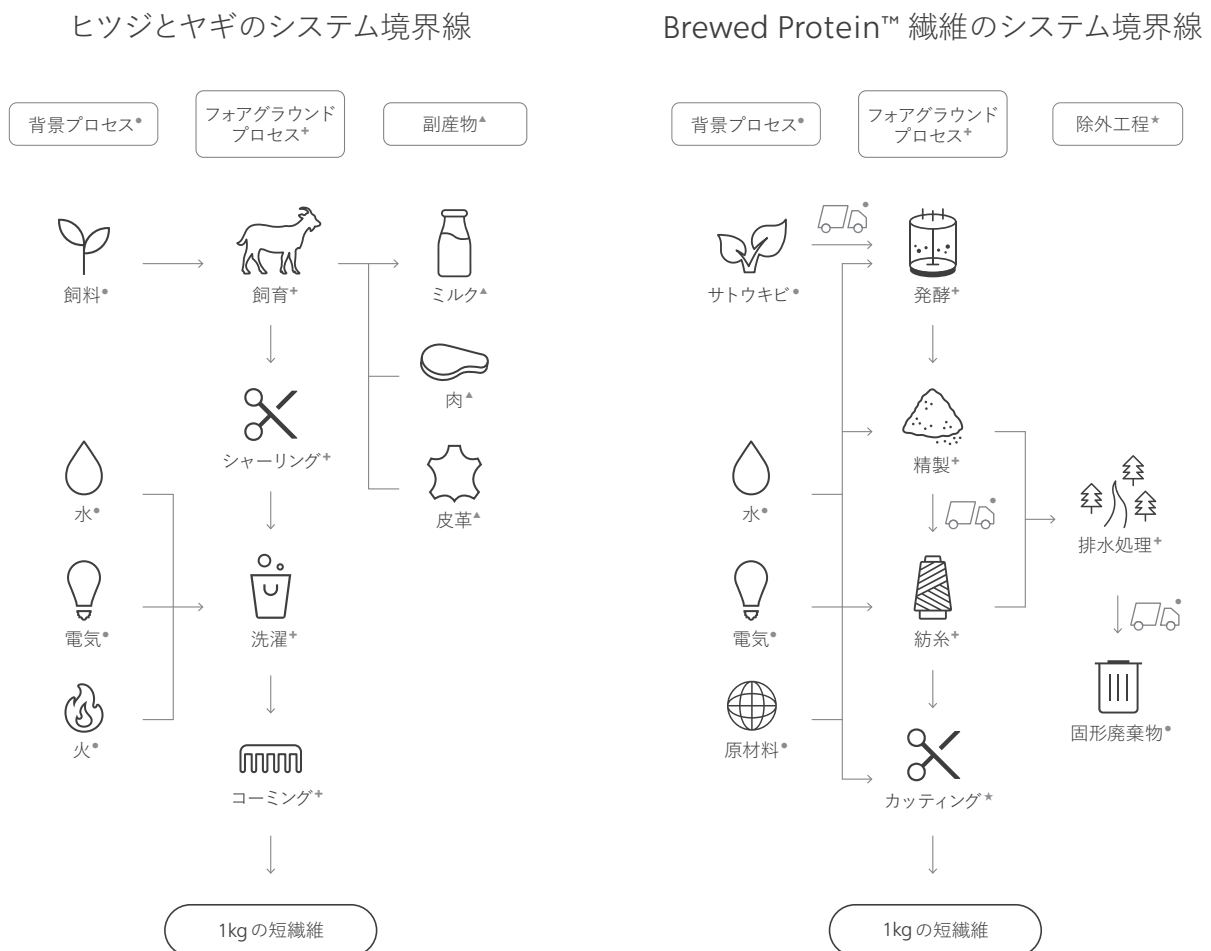 ヒツジとヤギのシステム境界線
背景プロセス●
フォアグラウンド
プロセス+
副産物▲
飼料●
飼育+
ミルク▲
肉▲
シャーリング+
皮革▲
水●
電気●
洗濯+
火●
コーミング+
1kgの短繊維
Brewed Protein™ 繊維のシステム境界線
背景プロセス●
フォアグラウンド
プロセス+
除外工程★
サトウキビ●
発酵+
精製+
水●
排水処理+
電気●
紡糸+
原材料●
固形廃棄物●
カッティング★
1kgの短繊維